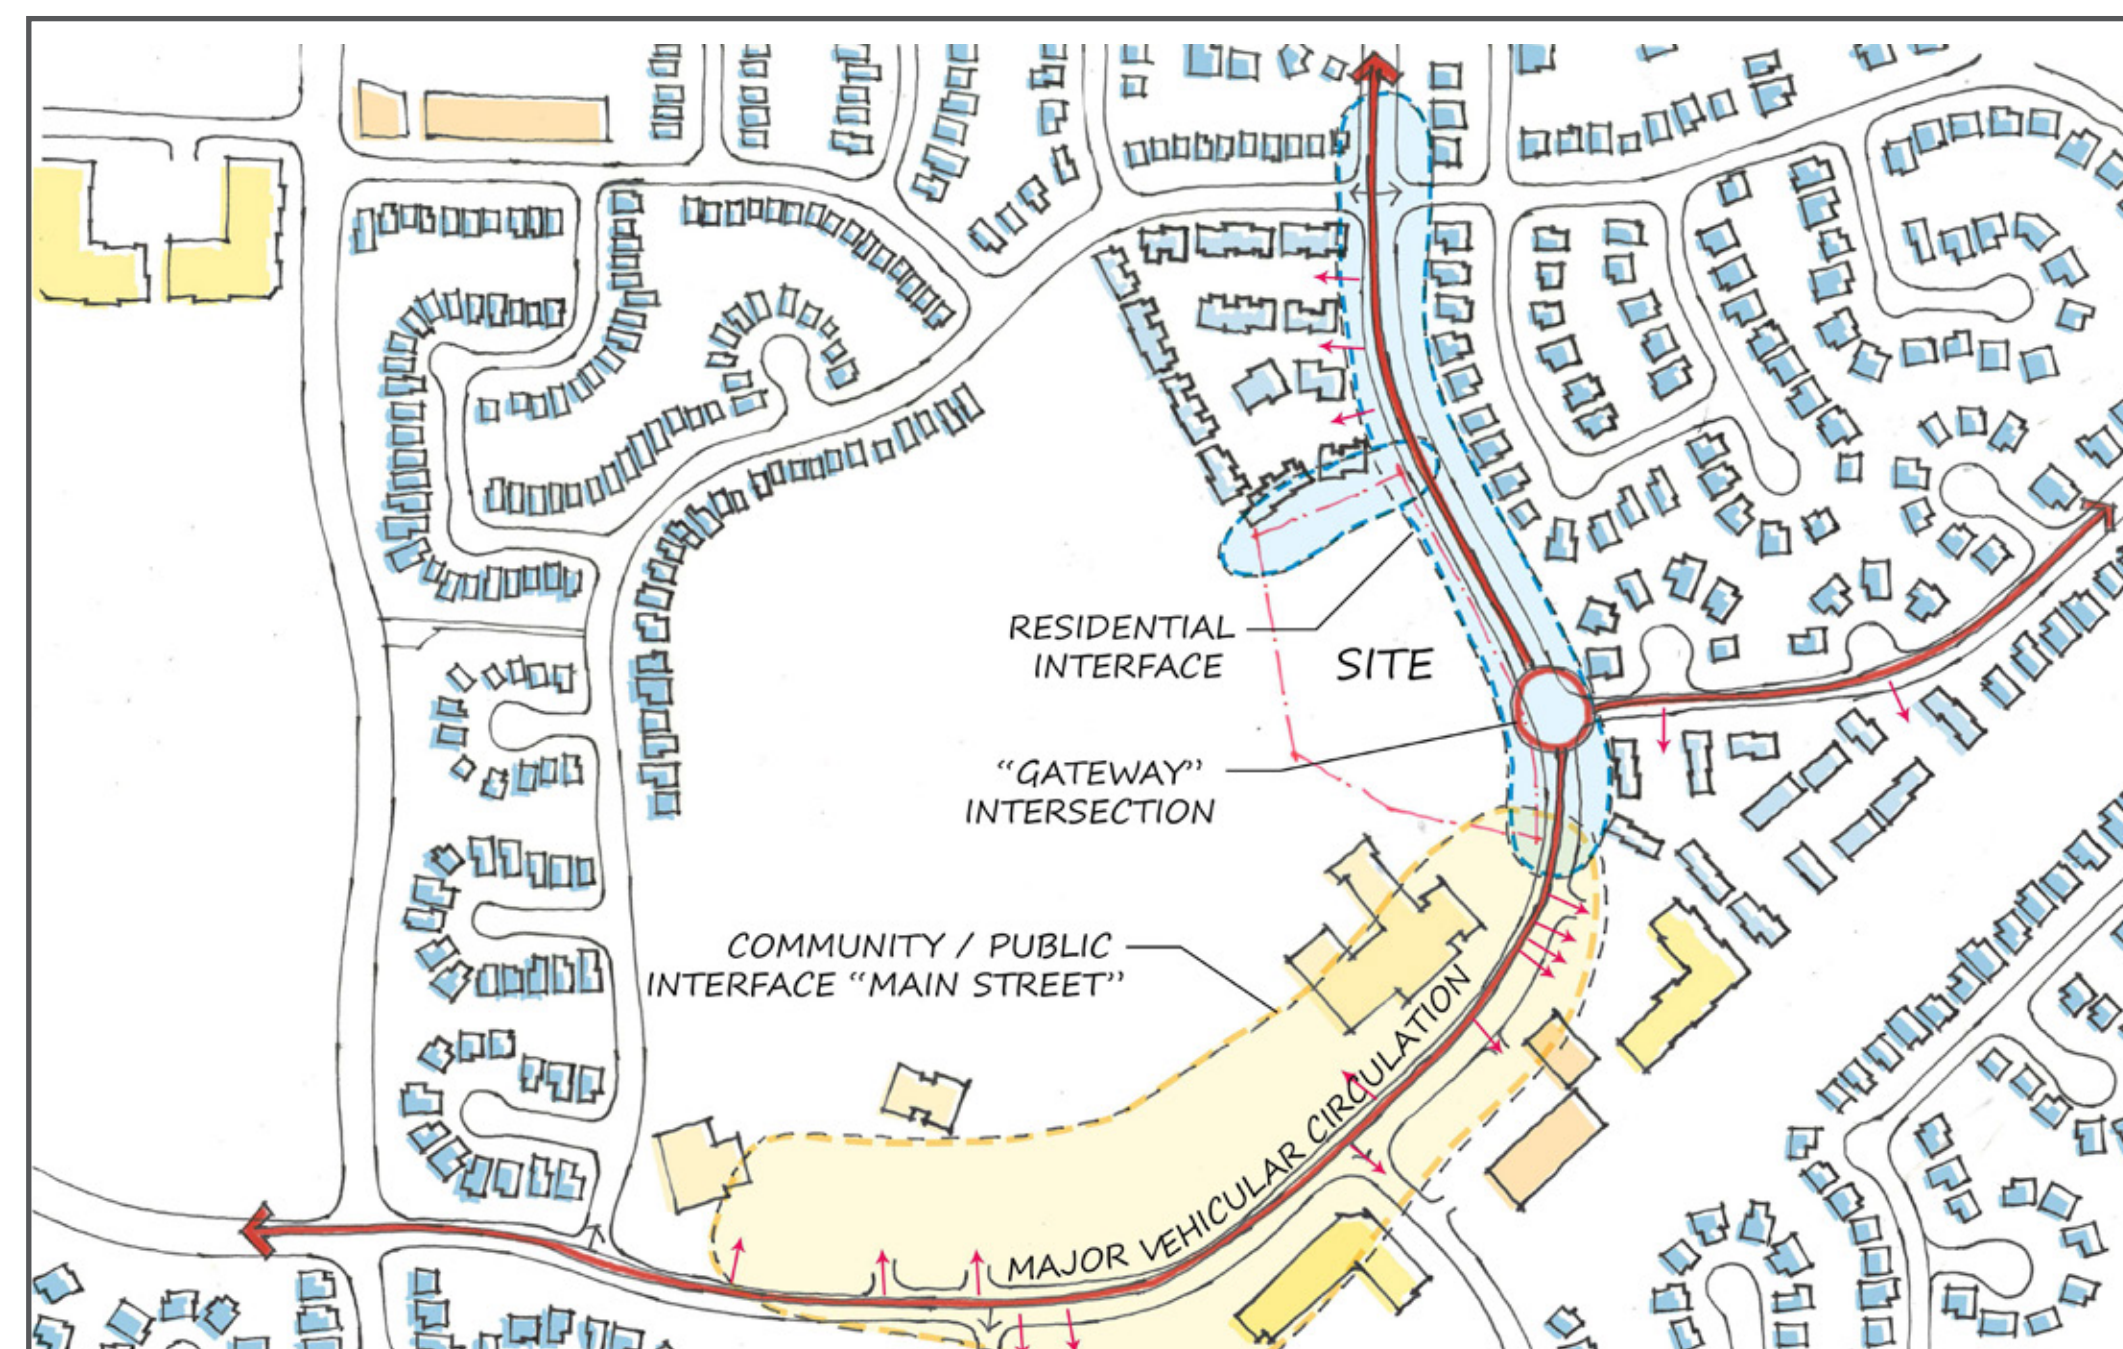 RESIDENTIAL
INTERFACE
SITE
“GATEWAY”
INTERSECTION
COMMUNITY / PUBLIC
INTERFACE “MAIN STREET”
MAJOR VEHICULAR CIRCULATION